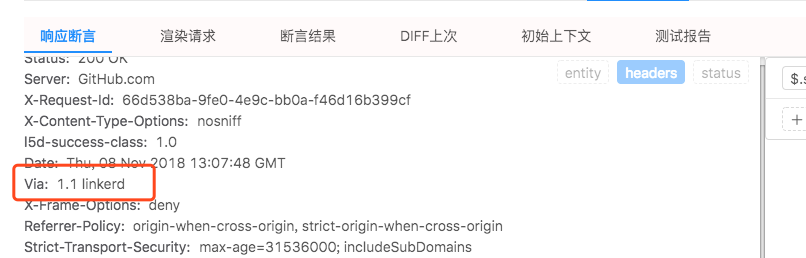 响应断言 渲染请求 断言结果 DIFF上次 初始上下文 测试报告
Status: 200 OK
entity headers status
$.s
Server: GitHub.com
X-Request-Id: 66d538ba-9fe0-4e9c-bb0a-f46d16b399cf
X-Content-Type-Options: nosniff
+
l5d-success-class: 1.0
Date: Thu, 08 Nov 2018 13:07:48 GMT
Via: 1.1 linkerd
X-Frame-Options: deny
Referrer-Policy: origin-when-cross-origin, strict-origin-when-cross-origin
Strict-Transport-Security: max-age=31536000; includeSubDomains